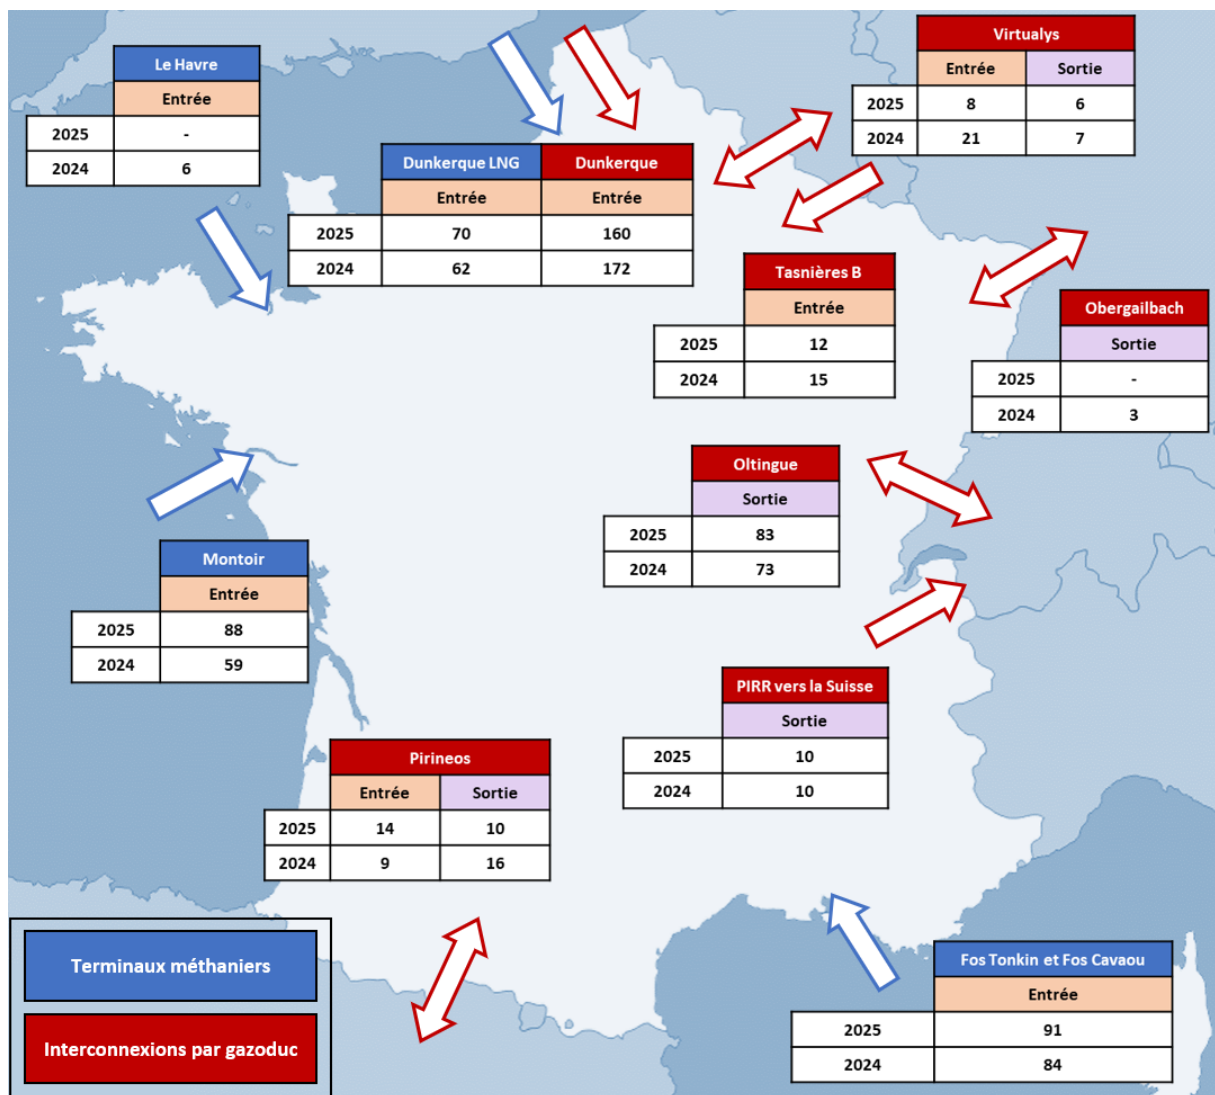 Le Havre
Entrée
2025 -
2024 6
Dunkerque LNG Dunkerque
Entrée Entrée
2025 70 160
2024 62 172
Virtualys
Entrée Sortie
2025 8 6
2024 21 7
Tasnières B
Entrée
2025 12
2024 15
Obergailbach
Sortie
2025 -
2024 3
Oltingue
Sortie
2025 83
2024 73
Montoir
Entrée
2025 88
2024 59
PIRR vers la Suisse
Sortie
2025 10
2024 10
Pirineos
Entrée Sortie
2025 14 10
2024 9 16
Terminaux méthaniers
Interconnexions par gazoduc
Fos Tonkin et Fos Cavaou
Entrée
2025 91
2024 84